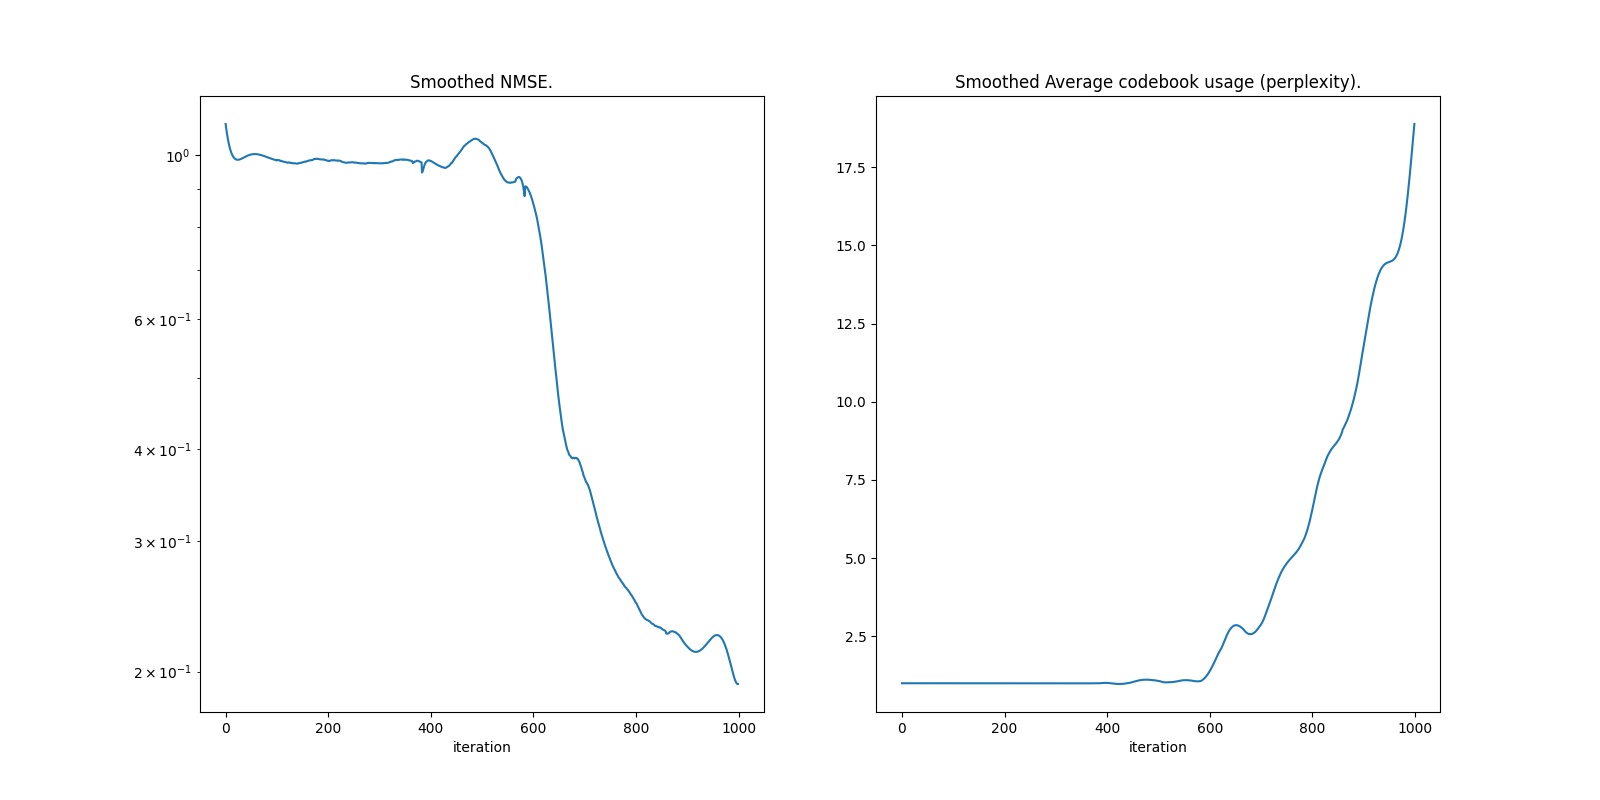 Smoothed NMSE.
10⁰
6 × 10⁻¹
4 × 10⁻¹
3 × 10⁻¹
2 × 10⁻¹
0 200 400 600 800 1000
iteration
Smoothed Average codebook usage (perplexity).
17.5
15.0
12.5
10.0
7.5
5.0
2.5
0 200 400 600 800 1000
iteration